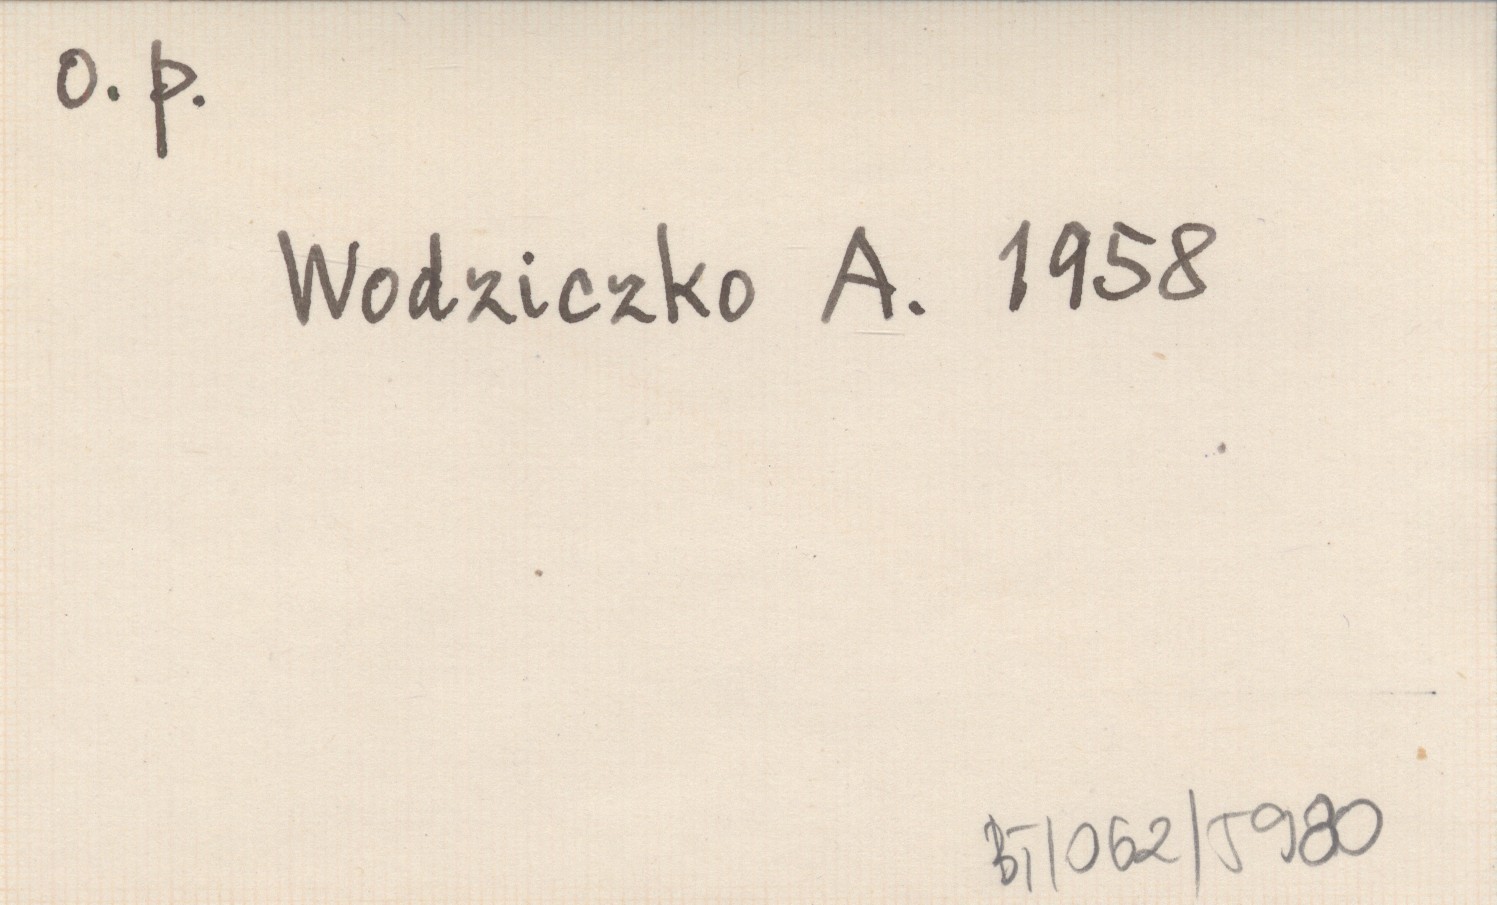 o. p.
Wodziczko A. 1958
BT/062/5980